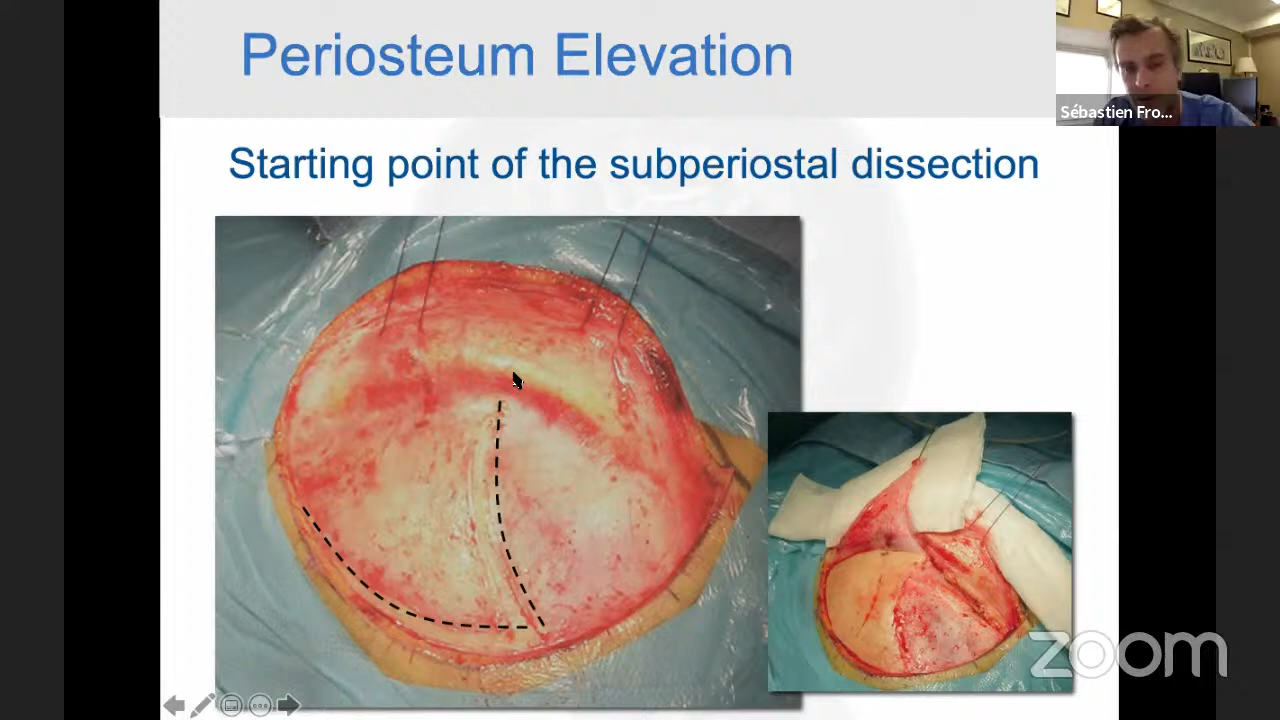 Periosteum Elevation
Sébastien Fro...
Starting point of the subperiostal dissection
zoom